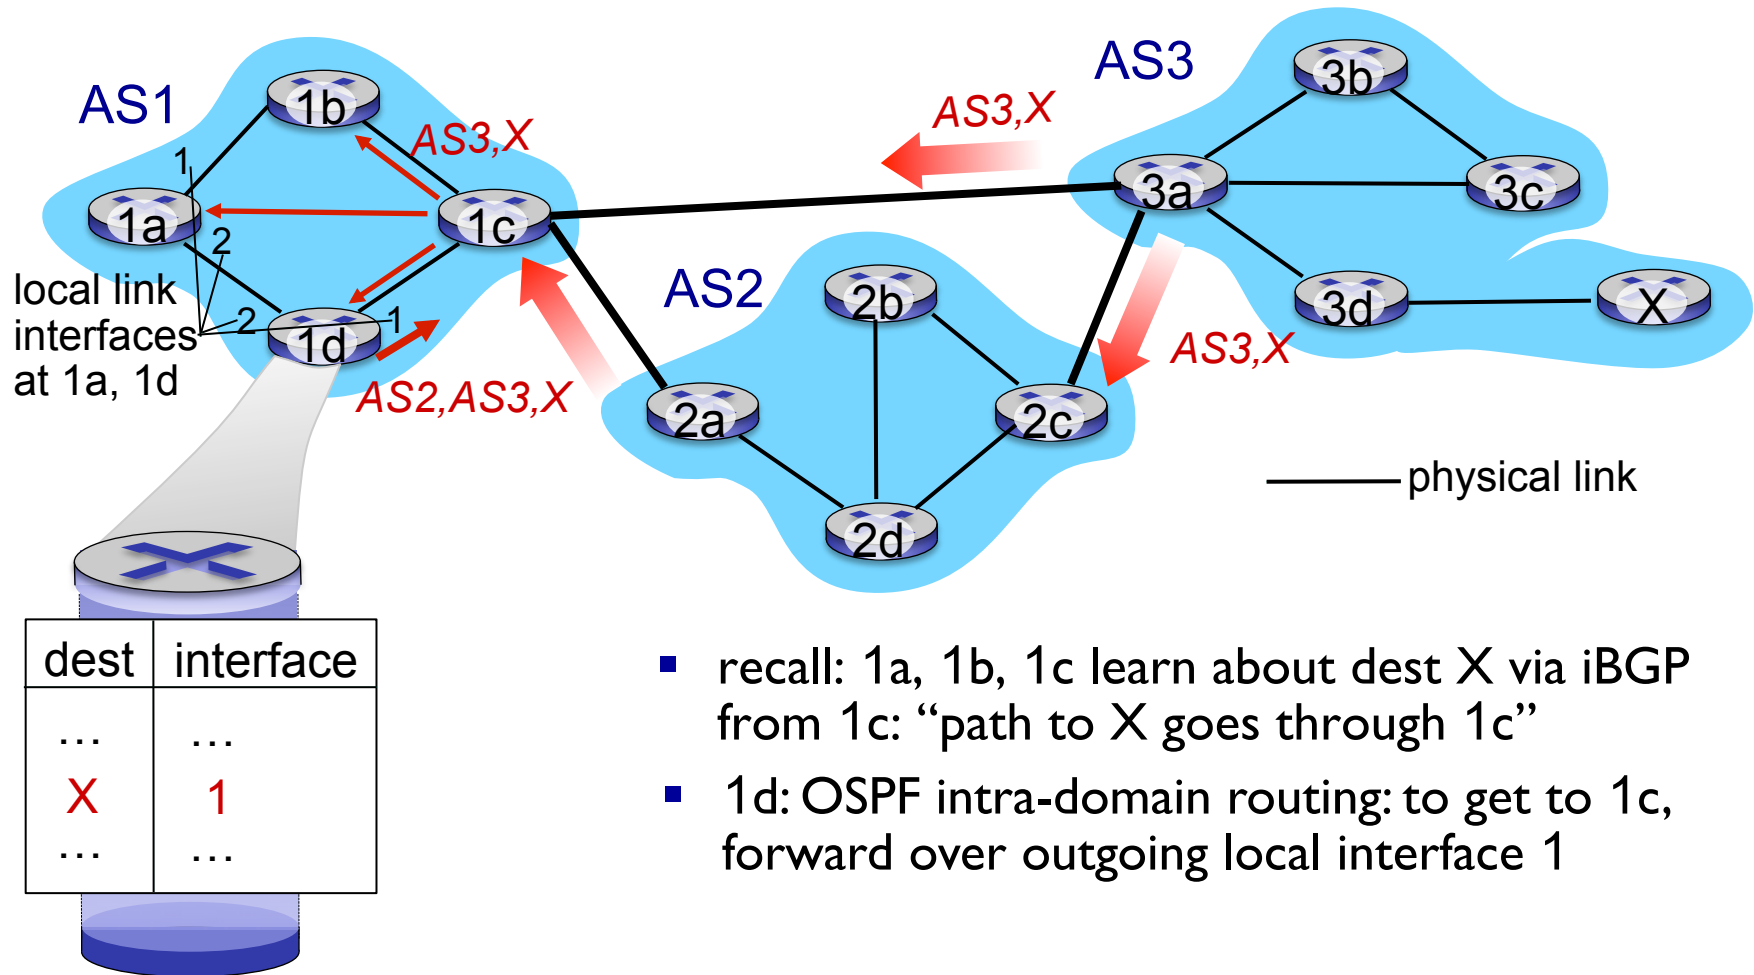 AS1
1b
AS3,X
1
1a
2
1c
local link
interfaces
at 1a, 1d
2
1
1d
AS2,AS3,X
AS3,X
AS3
3b
3a
3c
3d
X
AS2
2b
AS3,X
2a
2c
2d
physical link
dest interface
... ...
X 1
... ...
▪ recall: 1a, 1b, 1c learn about dest X via iBGP
from 1c: “path to X goes through 1c”
▪ 1d: OSPF intra-domain routing: to get to 1c,
forward over outgoing local interface 1